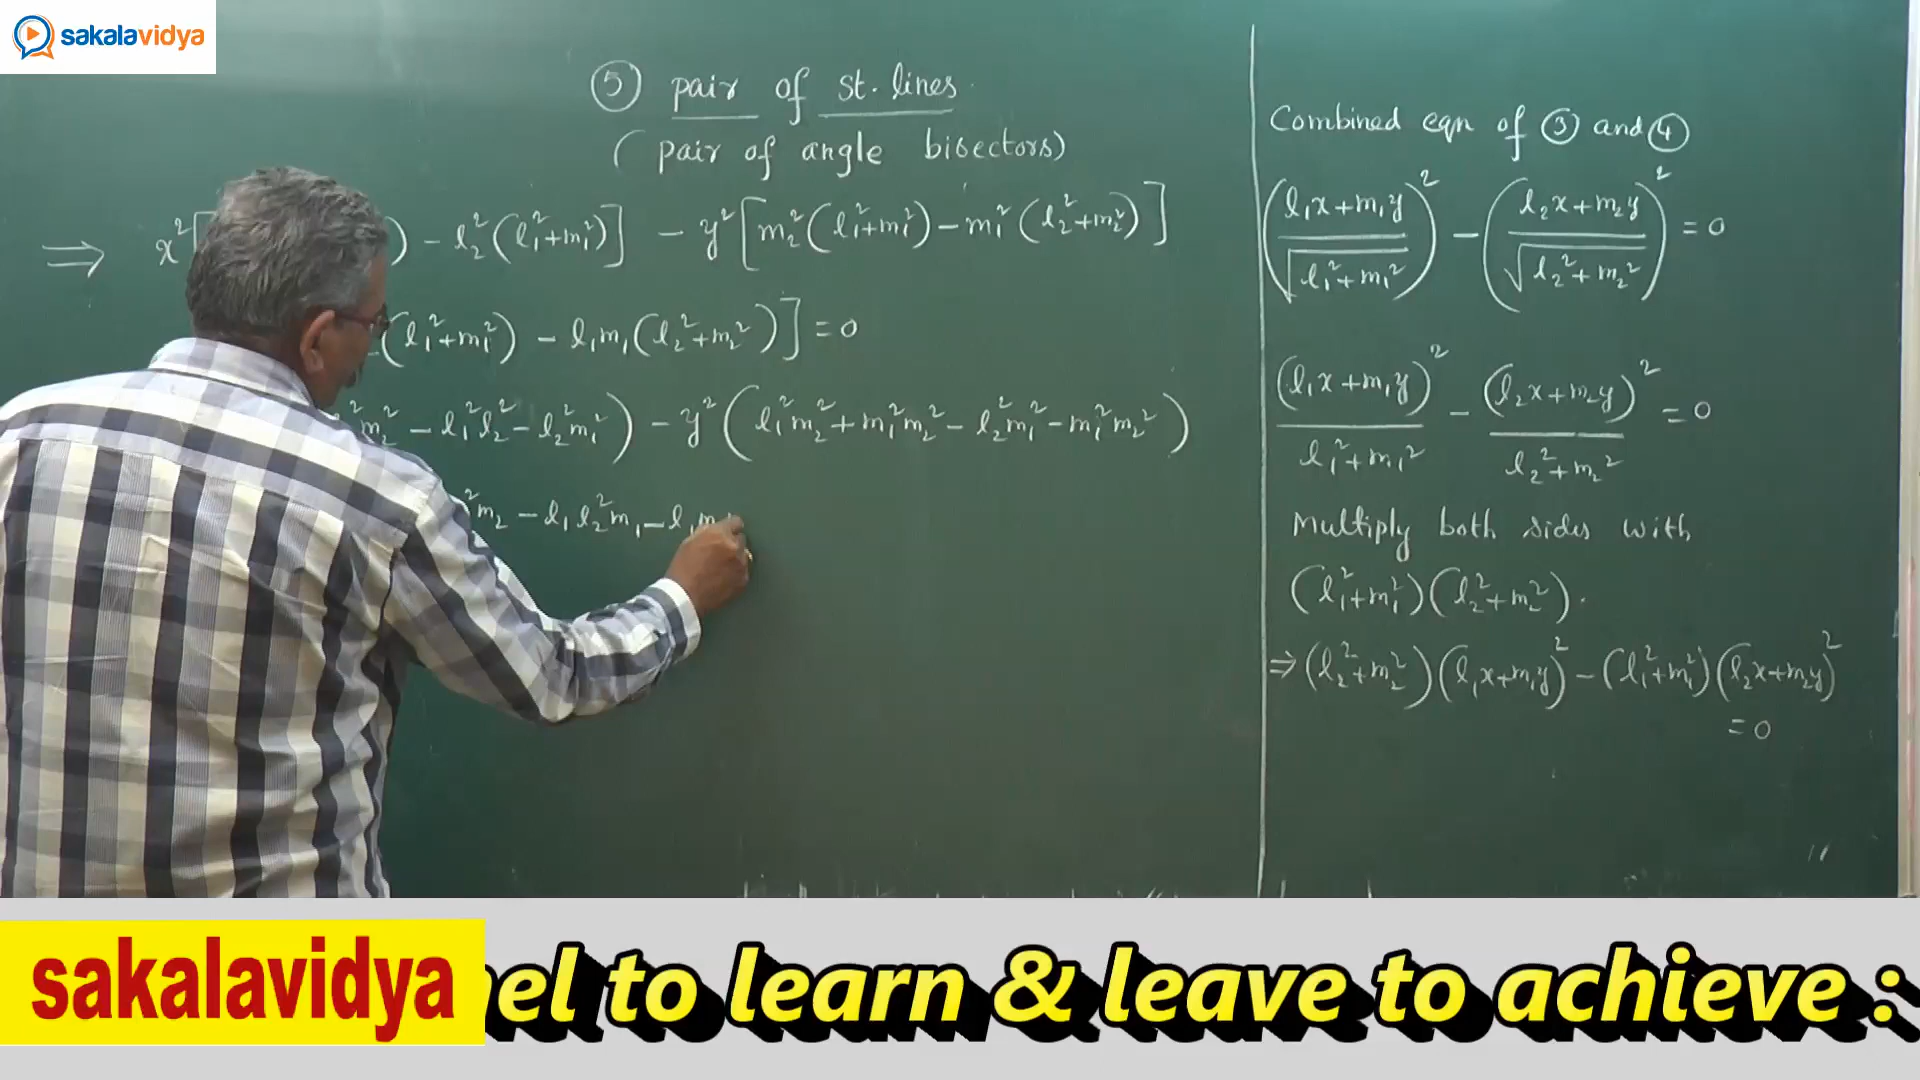 sakalavidya
⑤ pair of st. lines
( pair of angle bisectors)
⇒ x²[ ) - l₂²(l₁²+m₁²)] - y²[m₂²(l₁²+m₁²) - m₁²(l₂²+m₂²)]
(l₁²+m₁²) - l₁m₁(l₂²+m₂²)] = 0
m₂² - l₁²l₂² - l₂²m₁²) - y²(l₁²m₂² + m₁²m₂² - l₂²m₁² - m₁²m₂²)
²m₂ - l₁l₂²m₁ - l₁m
Combined eqn of ③ and ④
((l₁x+m₁y)/√(l₁²+m₁²))² - ((l₂x+m₂y)/√(l₂²+m₂²))² = 0
(l₁x+m₁y)²/(l₁²+m₁²) - (l₂x+m₂y)²/(l₂²+m₂²) = 0
Multiply both sides with
(l₁²+m₁²)(l₂²+m₂²).
⇒ (l₂²+m₂²)(l₁x+m₁y)² - (l₁²+m₁²)(l₂x+m₂y)²
= 0
sakalavidya
nel to learn & leave to achieve :